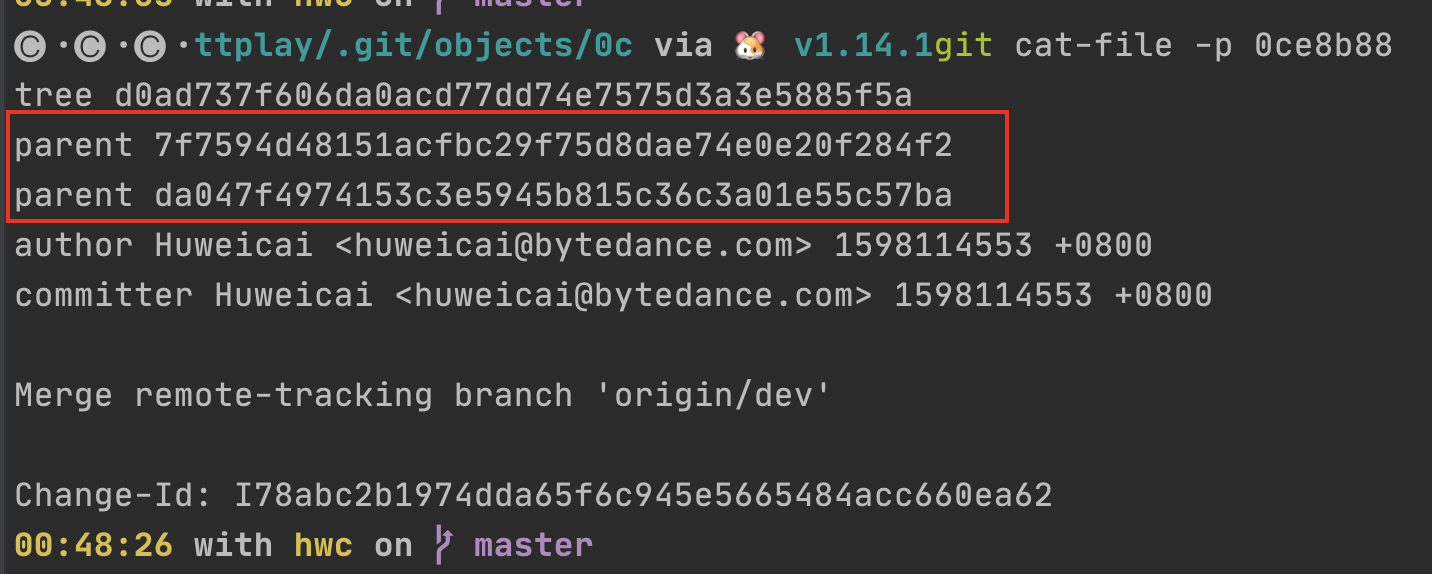 with hwc on master
©·©·©·ttplay/.git/objects/0c via 🐹 v1.14.1git cat-file -p 0ce8b88
tree d0ad737f606da0acd77dd74e7575d3a3e5885f5a
parent 7f7594d48151acfbc29f75d8dae74e0e20f284f2
parent da047f4974153c3e5945b815c36c3a01e55c57ba
author Huweicai <huweicai@bytedance.com> 1598114553 +0800
committer Huweicai <huweicai@bytedance.com> 1598114553 +0800
Merge remote-tracking branch 'origin/dev'
Change-Id: I78abc2b1974dda65f6c945e5665484acc660ea62
00:48:26 with hwc on master